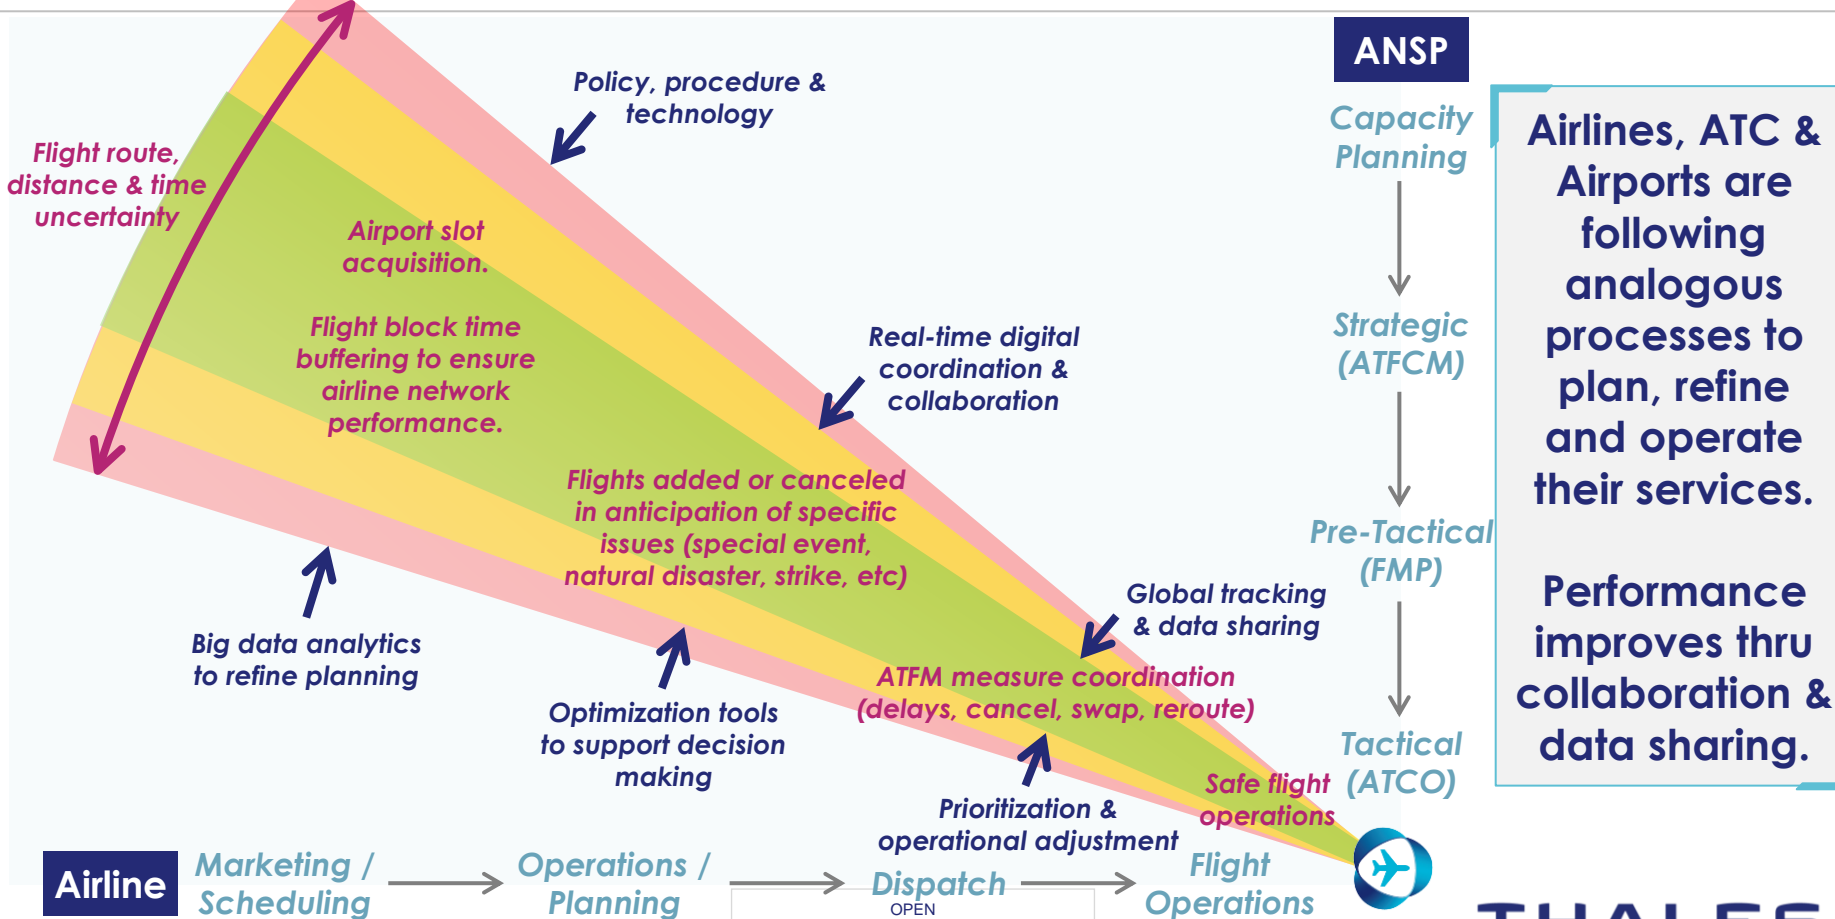 ANSP
Policy, procedure &
technology
Capacity
Planning
Airlines, ATC &
Airports are
following
analogous
processes to
plan, refine
and operate
their services.
Performance
improves thru
collaboration &
data sharing.
Flight route,
distance & time
uncertainty
Airport slot
acquisition.
Flight block time
buffering to ensure
airline network
performance.
Real-time digital
coordination &
collaboration
Strategic
(ATFCM)
Flights added or canceled
in anticipation of specific
issues (special event,
natural disaster, strike, etc)
Pre-Tactical
(FMP)
Big data analytics
to refine planning
Global tracking
& data sharing
ATFM measure coordination
(delays, cancel, swap, reroute)
Optimization tools
to support decision
making
Tactical
(ATCO)
Safe flight
operations
Prioritization &
operational adjustment
Airline
Marketing /
Scheduling
Operations /
Planning
Dispatch
Flight
Operations
OPEN
THALES